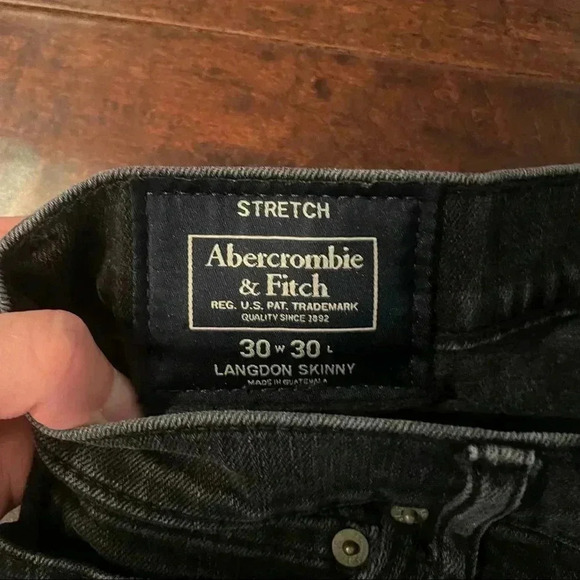 STRETCH
Abercrombie
& Fitch
REG. U.S. PAT. TRADEMARK
QUALITY SINCE 1892
30 W 30 L
LANGDON SKINNY
MADE IN GUATEMALA